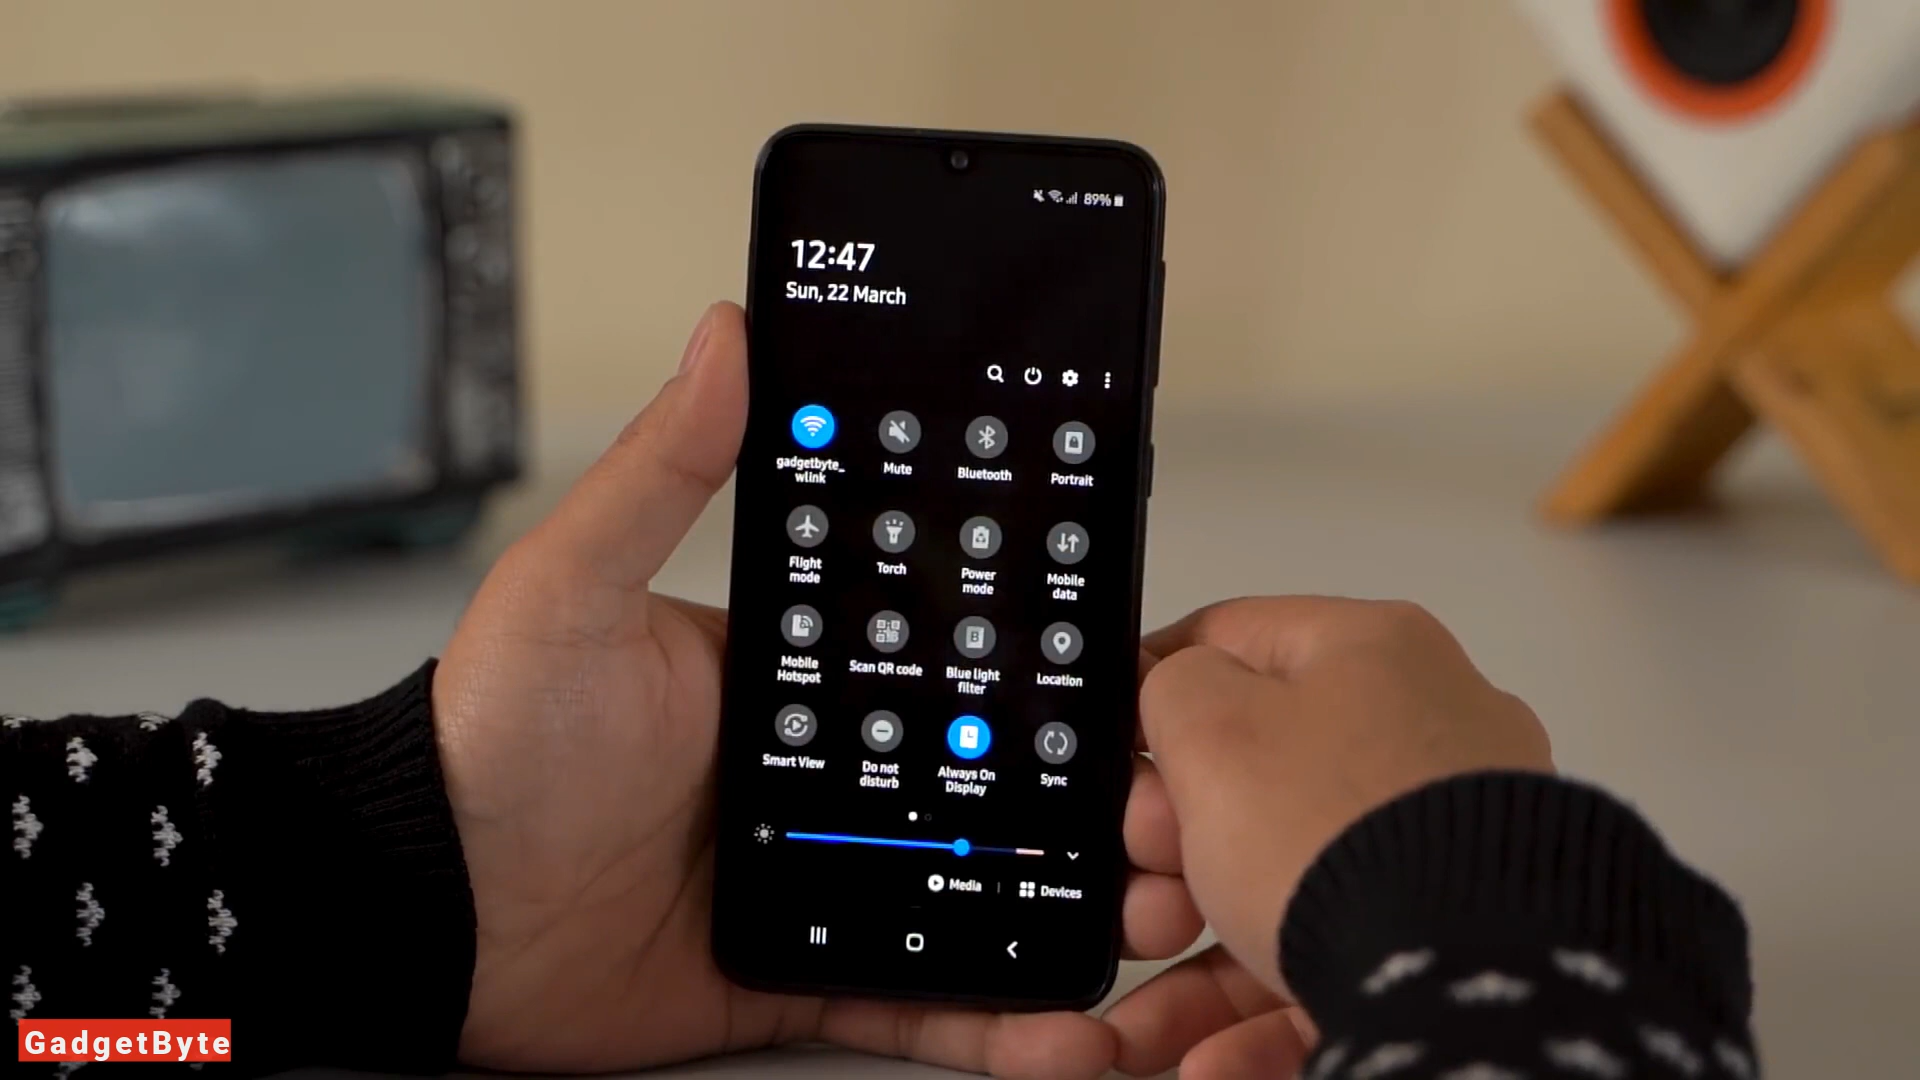 89%
12:47
Sun, 22 March
gadgetbyte_
wlink
Mute
Bluetooth
Portrait
Flight
mode
Torch
Power
mode
Mobile
data
Mobile
Hotspot
Scan QR code
Blue light
filter
Location
Smart View
Do not
disturb
Always On
Display
Sync
Media | Devices
GadgetByte